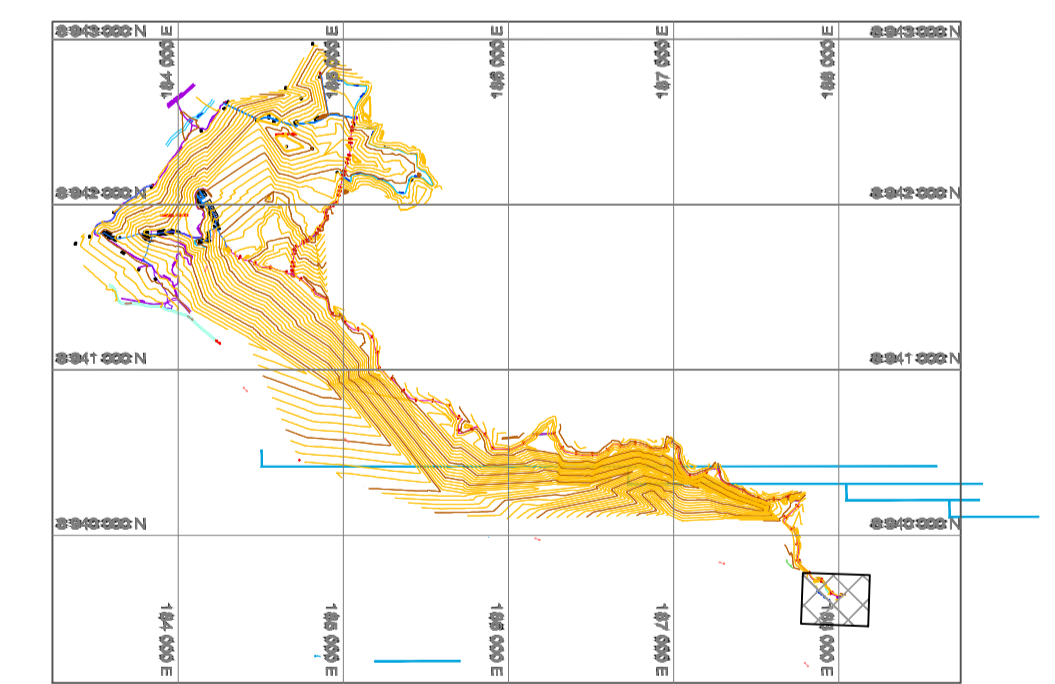 8 943 000 N
184 000 E
185 000 E
186 000 E
187 000 E
188 000 E
8 943 000 N
8 942 000 N
8 942 000 N
8 941 000 N
8 941 000 N
8 940 000 N
8 940 000 N
184 000 E
185 000 E
186 000 E
187 000 E
188 000 E